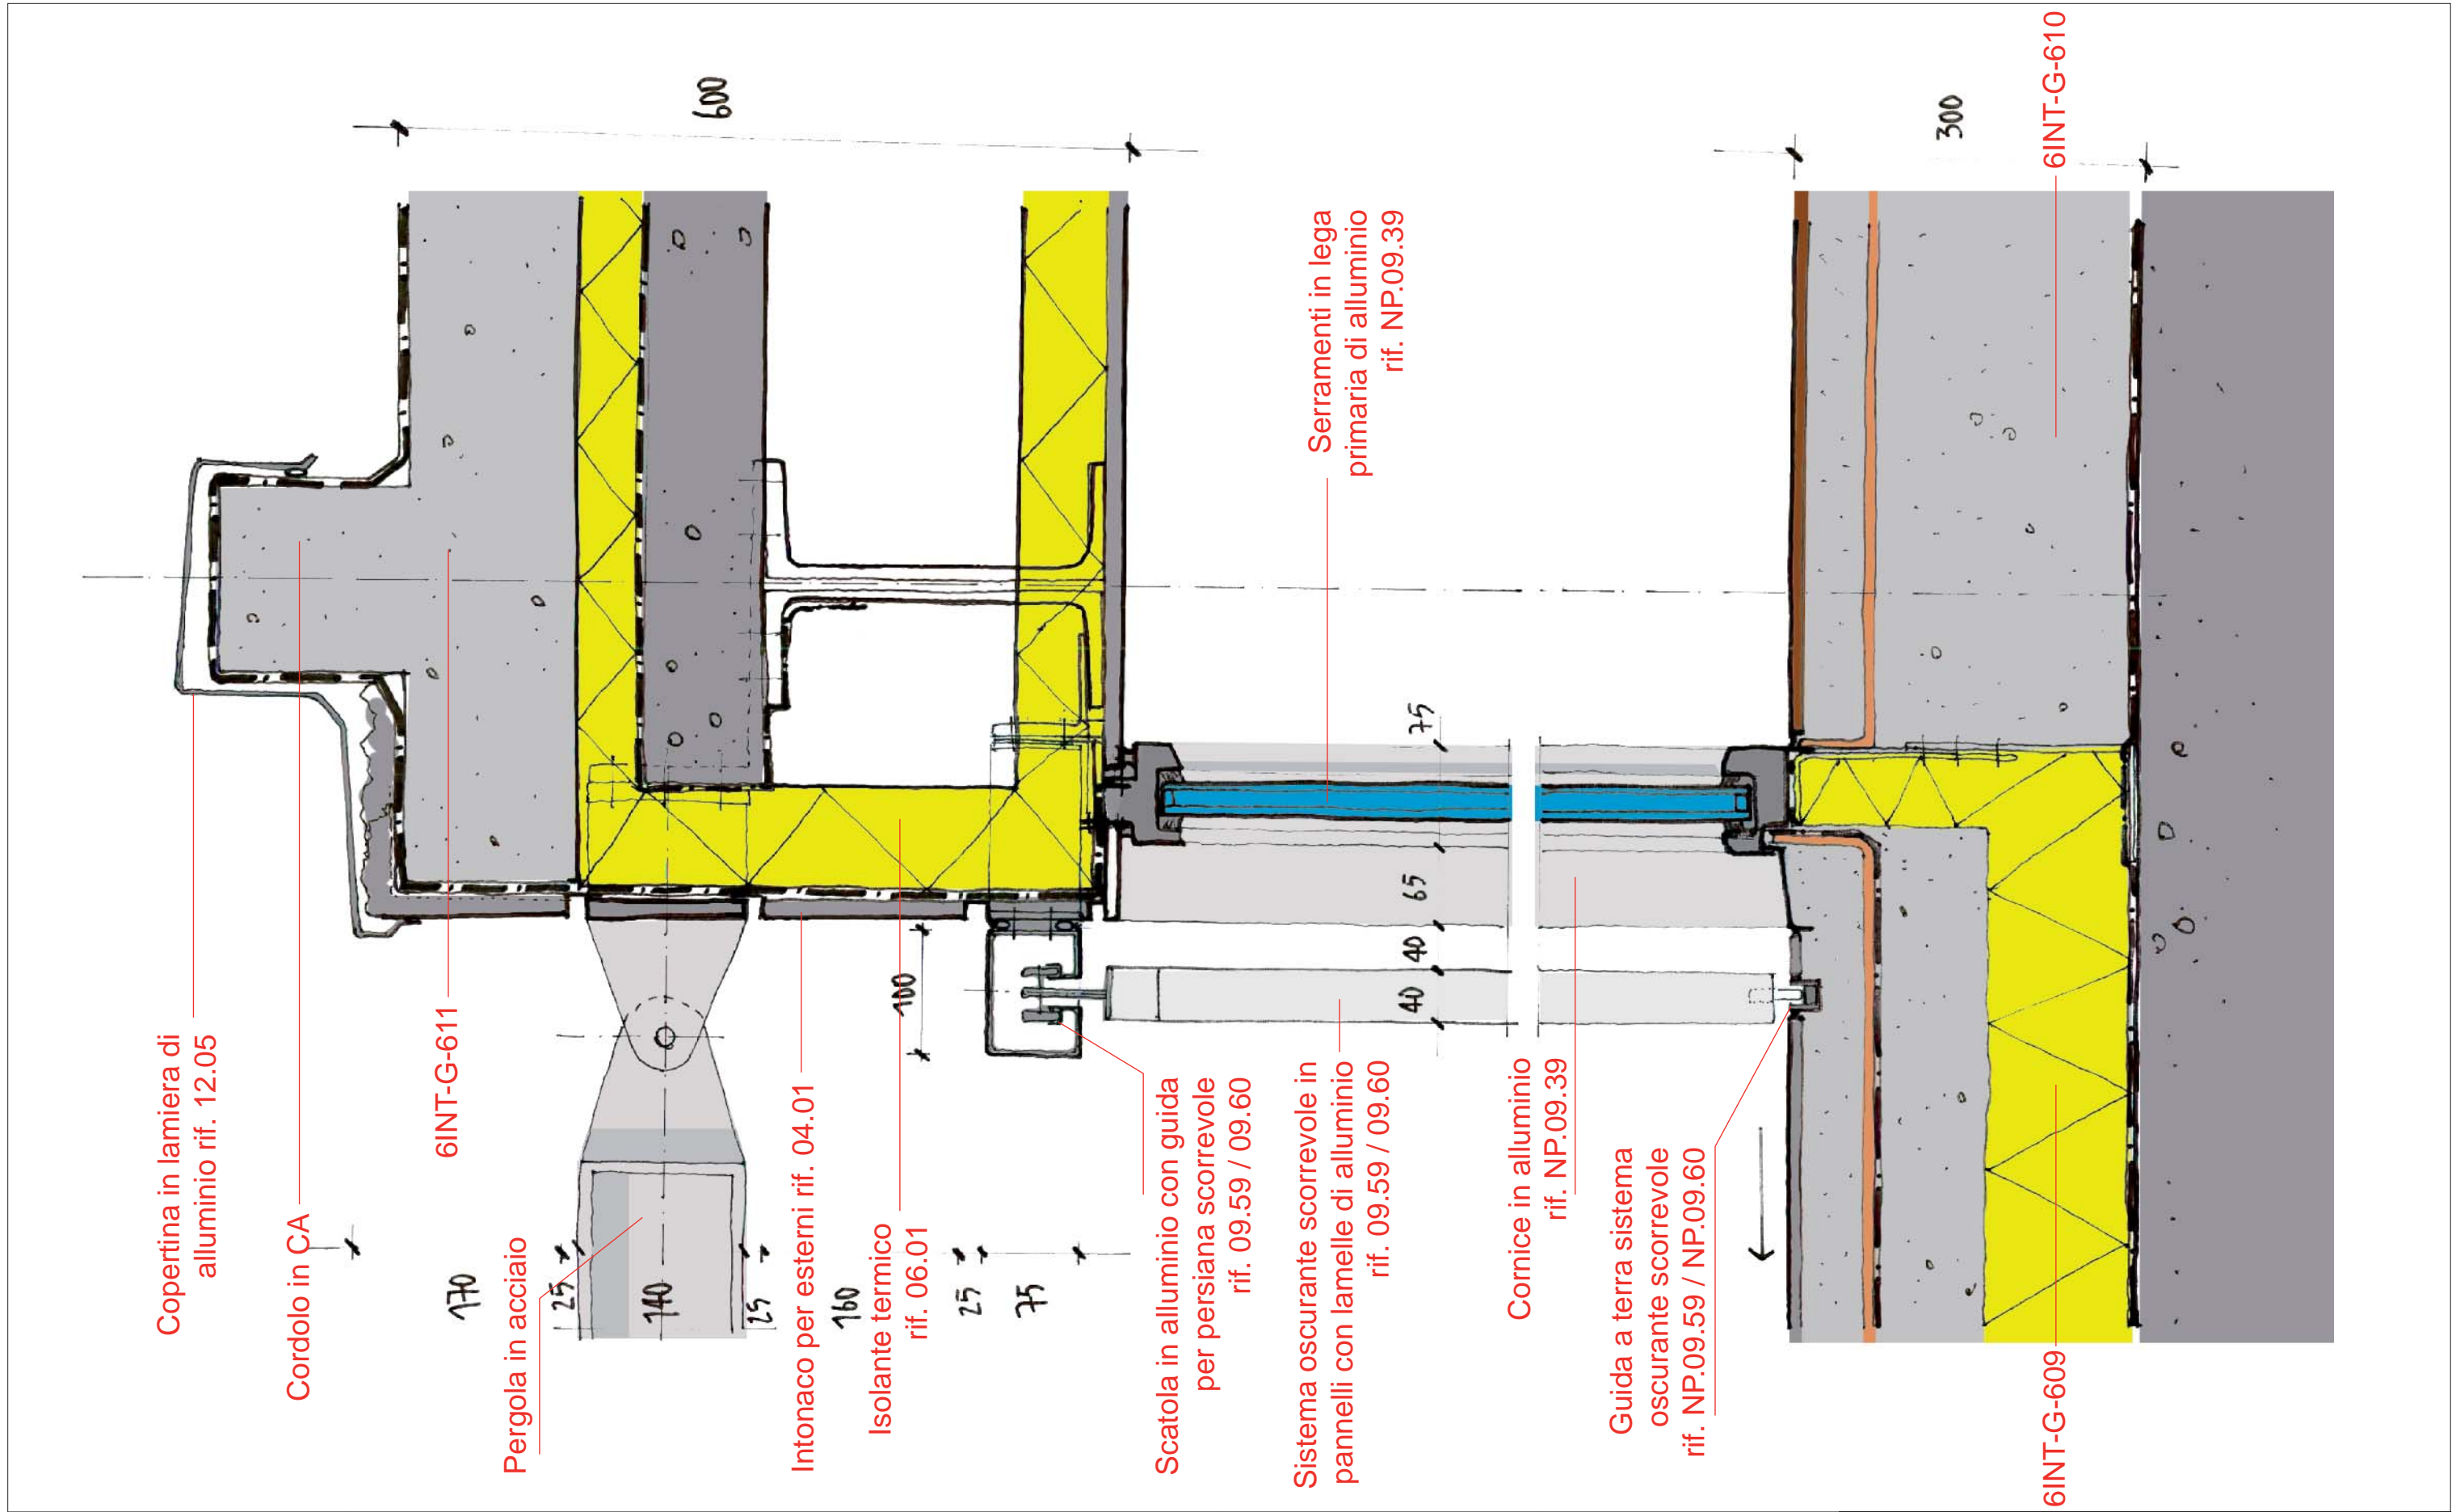 Copertina in lamiera di
alluminio rif. 12.05
Cordolo in CA
6INT-G-611
Pergola in acciaio
Intonaco per esterni rif. 04.01
Isolante termico
rif. 06.01
Scatola in alluminio con guida
per persiana scorrevole
rif. 09.59 / 09.60
Sistema oscurante scorrevole in
pannelli con lamelle di alluminio
rif. 09.59 / 09.60
Cornice in alluminio
rif. NP.09.39
Guida a terra sistema
oscurante scorrevole
rif. NP.09.59 / NP.09.60
6INT-G-609
Serramenti in lega
primaria di alluminio
rif. NP.09.39
6INT-G-610
170
25
140
25
160
25
75
100
40
40
65
75
600
300